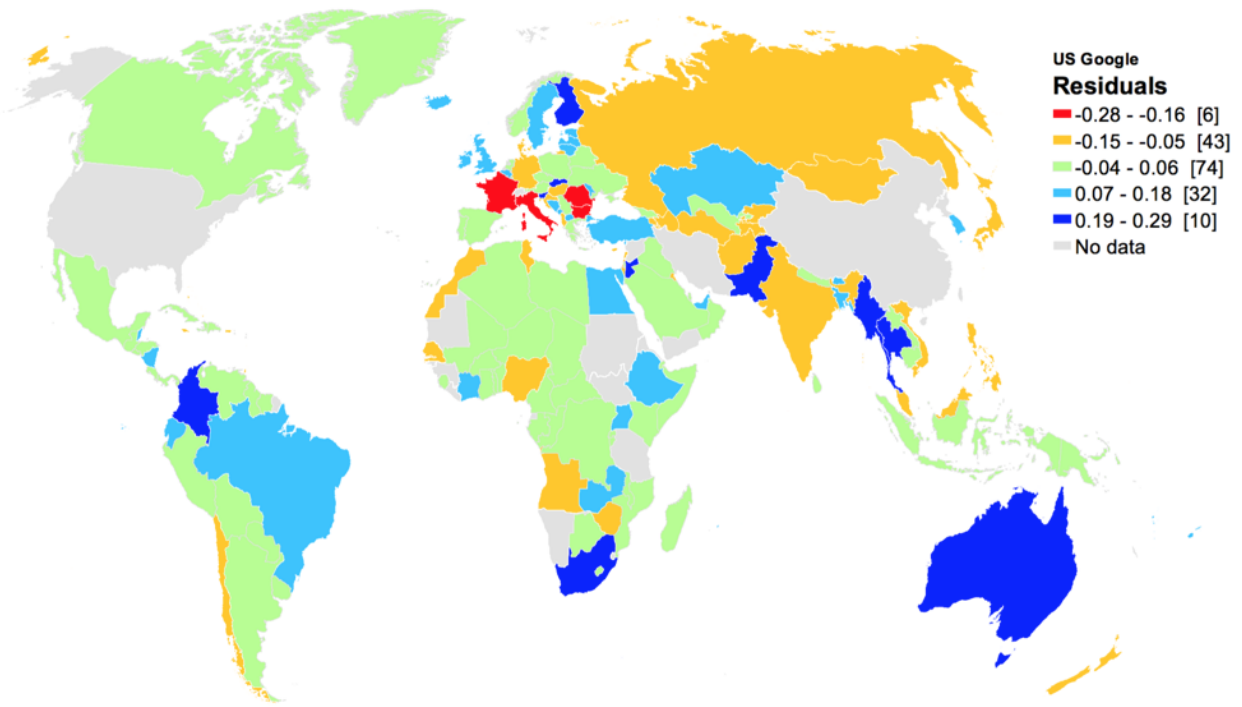 US Google
Residuals
-0.28 - -0.16 [6]
-0.15 - -0.05 [43]
-0.04 - 0.06 [74]
0.07 - 0.18 [32]
0.19 - 0.29 [10]
No data